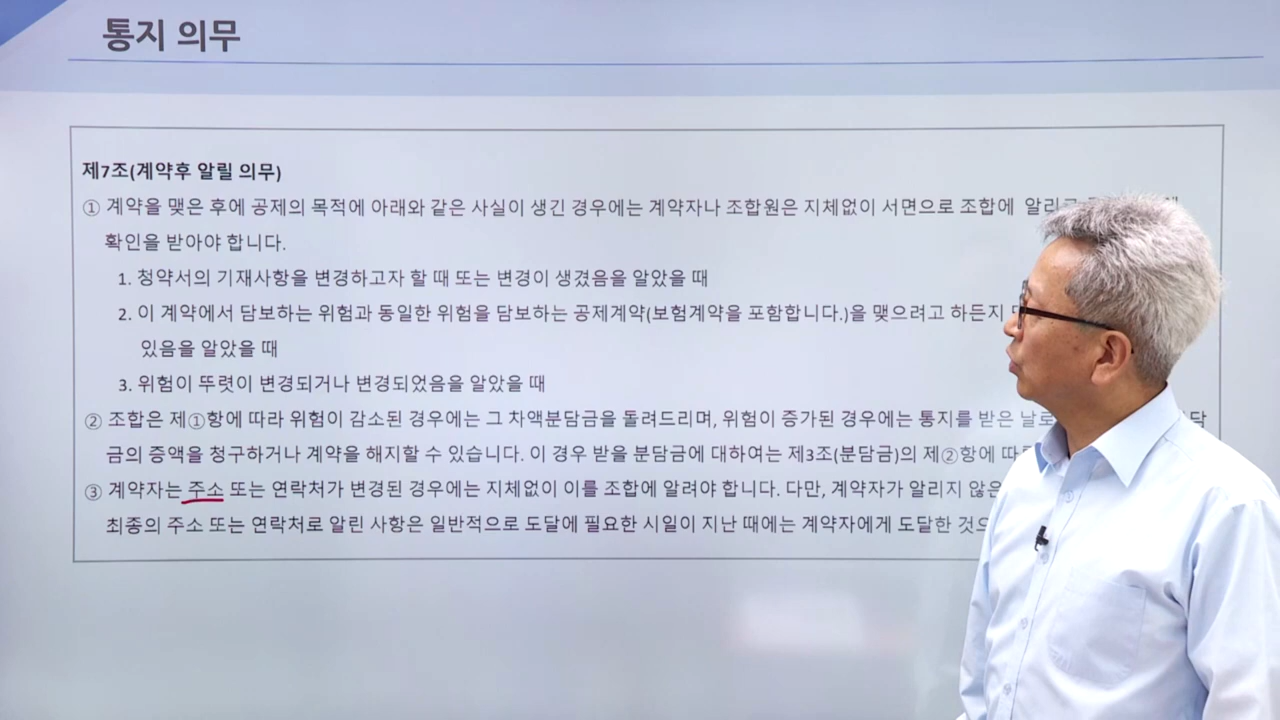 통지 의무
제7조(계약후 알릴 의무)
① 계약을 맺은 후에 공제의 목적에 아래와 같은 사실이 생긴 경우에는 계약자나 조합원은 지체없이 서면으로 조합에
확인을 받아야 합니다.
1. 청약서의 기재사항을 변경하고자 할 때 또는 변경이 생겼음을 알았을 때
2. 이 계약에서 담보하는 위험과 동일한 위험을 담보하는 공제계약(보험계약을 포함합니다.)을 맺으려고 하든지
있음을 알았을 때
3. 위험이 뚜렷이 변경되거나 변경되었음을 알았을 때
② 조합은 제①항에 따라 위험이 감소된 경우에는 그 차액분담금을 돌려드리며, 위험이 증가된 경우에는 통지를 받은
금의 증액을 청구하거나 계약을 해지할 수 있습니다. 이 경우 받을 분담금에 대하여는 제3조(분담금)의 제②항에
③ 계약자는 주소 또는 연락처가 변경된 경우에는 지체없이 이를 조합에 알려야 합니다. 다만, 계약자가 알리지 않은
최종의 주소 또는 연락처로 알린 사항은 일반적으로 도달에 필요한 시일이 지난 때에는 계약자에게 도달한